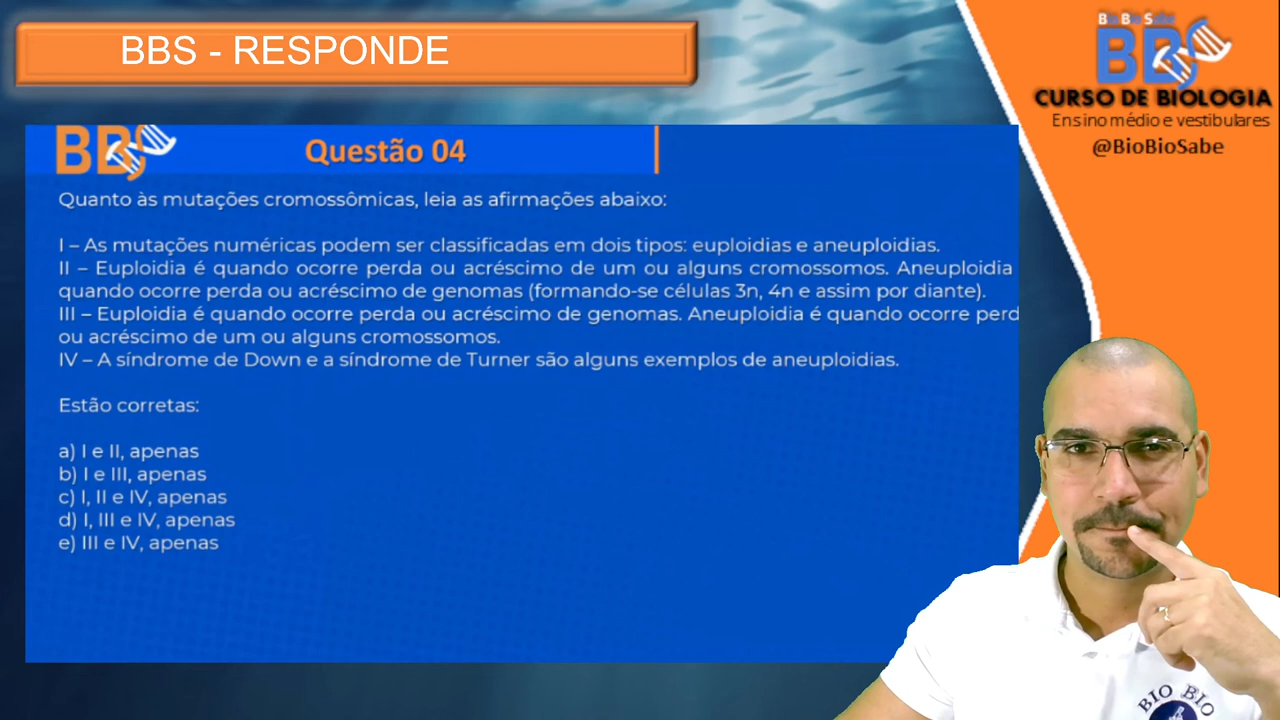 BBS - RESPONDE
Bio Bio Sabe
BBS
CURSO DE BIOLOGIA
Ensino médio e vestibulares
@BioBioSabe
BBS
Questão 04
Quanto às mutações cromossômicas, leia as afirmações abaixo:
I – As mutações numéricas podem ser classificadas em dois tipos: euploidias e aneuploidias.
II – Euploidia é quando ocorre perda ou acréscimo de um ou alguns cromossomos. Aneuploidia
quando ocorre perda ou acréscimo de genomas (formando-se células 3n, 4n e assim por diante).
III – Euploidia é quando ocorre perda ou acréscimo de genomas. Aneuploidia é quando ocorre perd
ou acréscimo de um ou alguns cromossomos.
IV – A síndrome de Down e a síndrome de Turner são alguns exemplos de aneuploidias.
Estão corretas:
a) I e II, apenas
b) I e III, apenas
c) I, II e IV, apenas
d) I, III e IV, apenas
e) III e IV, apenas
BIO BIO